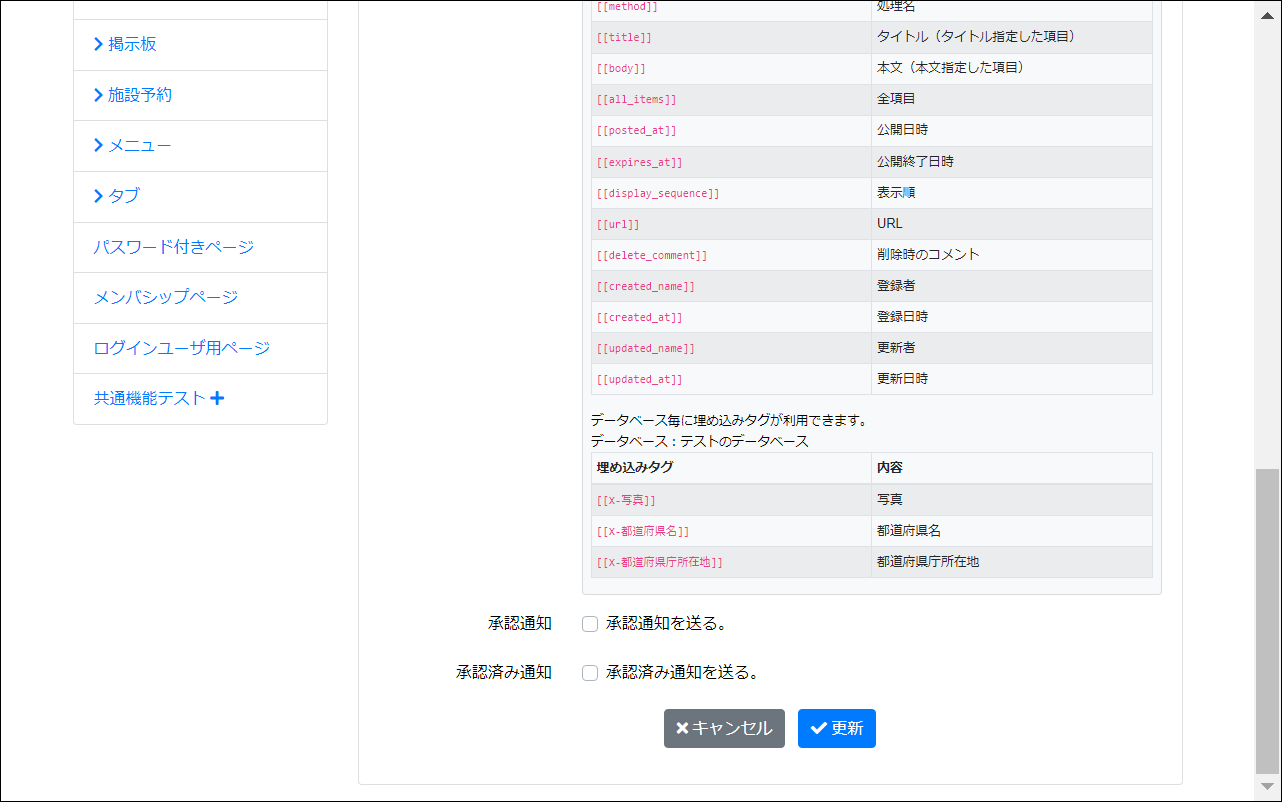 掲示板
施設予約
メニュー
タブ
パスワード付きページ
メンバシップページ
ログインユーザ用ページ
共通機能テスト
[[method]] 処理名
[[title]] タイトル（タイトル指定した項目）
[[body]] 本文（本文指定した項目）
[[all_items]] 全項目
[[posted_at]] 公開日時
[[expires_at]] 公開終了日時
[[display_sequence]] 表示順
[[url]] URL
[[delete_comment]] 削除時のコメント
[[created_name]] 登録者
[[created_at]] 登録日時
[[updated_name]] 更新者
[[updated_at]] 更新日時
データベース毎に埋め込みタグが利用できます。
データベース：テストのデータベース
埋め込みタグ 内容
[[X-写真]] 写真
[[X-都道府県名]] 都道府県名
[[X-都道府県庁所在地]] 都道府県庁所在地
承認通知 承認通知を送る。
承認済み通知 承認済み通知を送る。
キャンセル 更新